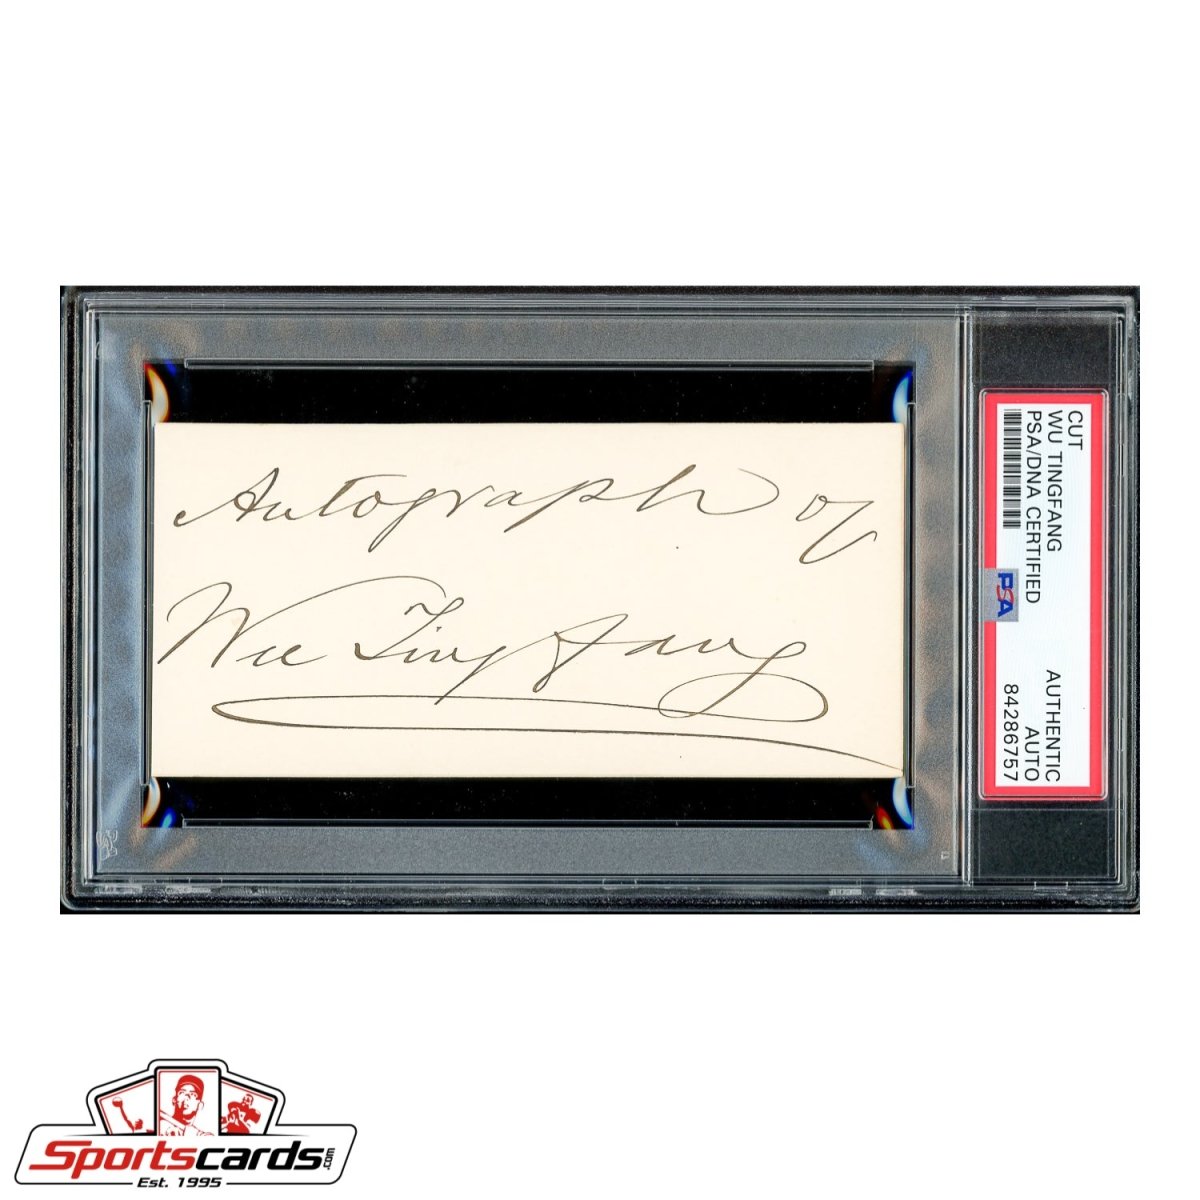 Autograph of
Wu Ting fang
CUT
WU TINGFANG
PSA/DNA CERTIFIED
PSA
AUTHENTIC
AUTO
84286757
Sportscards.com
Est. 1995